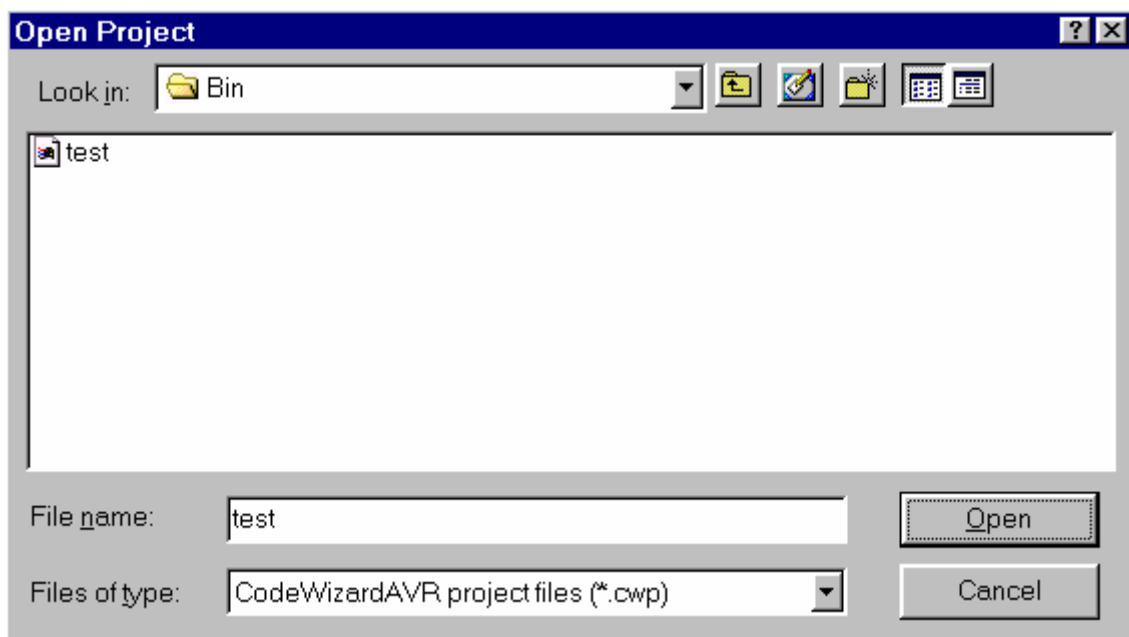 Open Project
Look in: Bin
test
File name: test Open
Files of type: CodeWizardAVR project files (*.cwp) Cancel